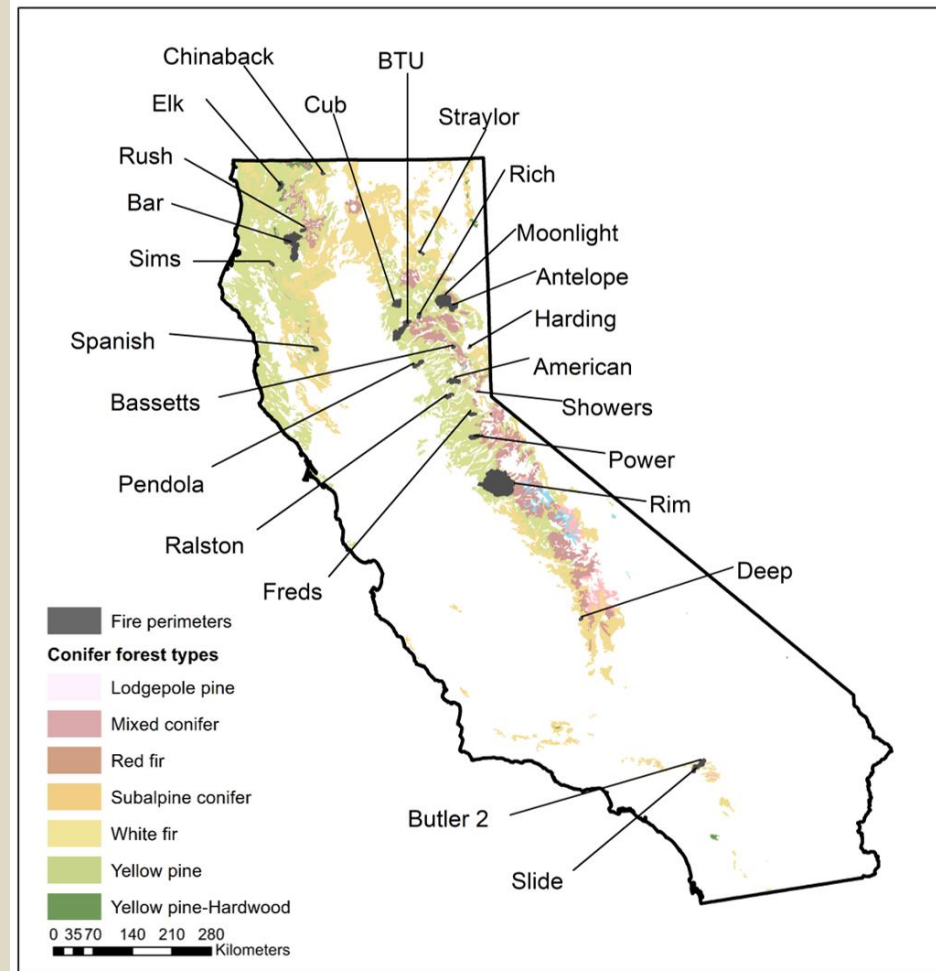 Chinaback
BTU
Elk
Cub
Straylor
Rush
Rich
Bar
Moonlight
Sims
Antelope
Harding
Spanish
American
Bassetts
Showers
Power
Pendola
Rim
Ralston
Deep
Freds
Fire perimeters
Conifer forest types
Lodgepole pine
Mixed conifer
Red fir
Subalpine conifer
Butler 2
White fir
Yellow pine
Slide
Yellow pine-Hardwood
0 35 70 140 210 280
Kilometers